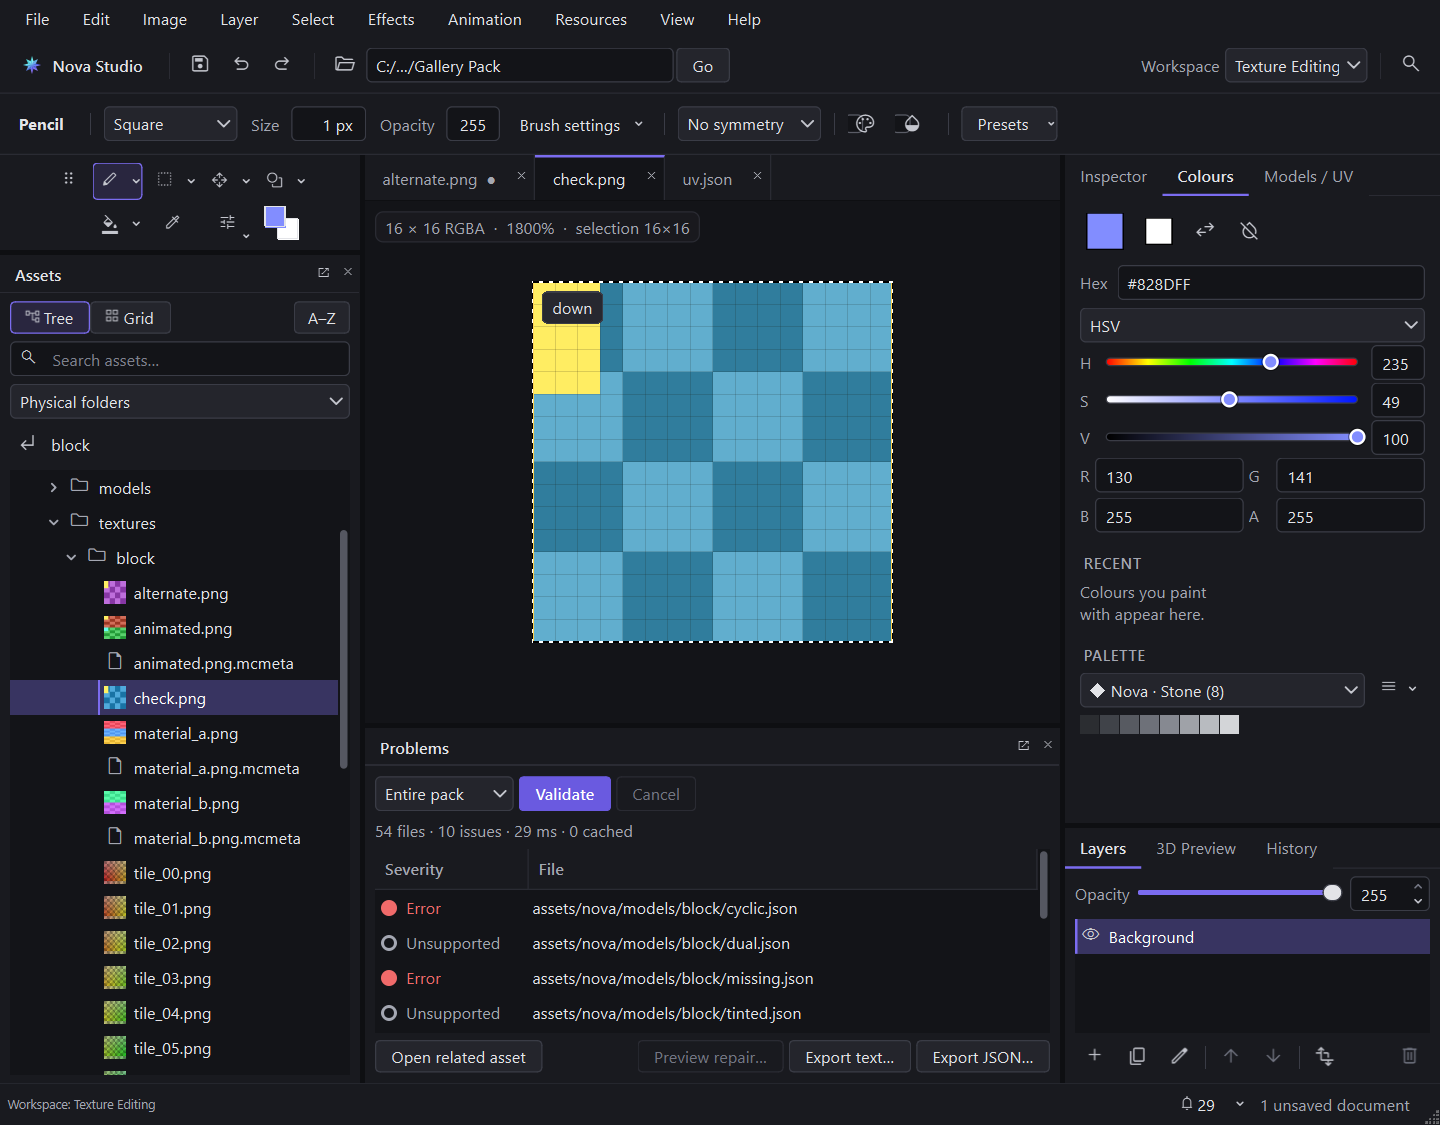 File Edit Image Layer Select Effects Animation Resources View Help
Nova Studio C:/.../Gallery Pack Go Workspace Texture Editing
Pencil Square Size 1 px Opacity 255 Brush settings No symmetry Presets
alternate.png check.png uv.json
16 × 16 RGBA · 1800% · selection 16×16
down
Assets
Tree Grid A–Z
Search assets...
Physical folders
block
models
textures
block
alternate.png
animated.png
animated.png.mcmeta
check.png
material_a.png
material_a.png.mcmeta
material_b.png
material_b.png.mcmeta
tile_00.png
tile_01.png
tile_02.png
tile_03.png
tile_04.png
tile_05.png
Problems
Entire pack Validate Cancel
54 files · 10 issues · 29 ms · 0 cached
Severity File
Error assets/nova/models/block/cyclic.json
Unsupported assets/nova/models/block/dual.json
Error assets/nova/models/block/missing.json
Unsupported assets/nova/models/block/tinted.json
Open related asset Preview repair... Export text... Export JSON...
Inspector Colours Models / UV
Hex #828DFF
HSV
H 235
S 49
V 100
R 130 G 141
B 255 A 255
RECENT
Colours you paint
with appear here.
PALETTE
Nova · Stone (8)
Layers 3D Preview History
Opacity 255
Background
Workspace: Texture Editing 29 1 unsaved document